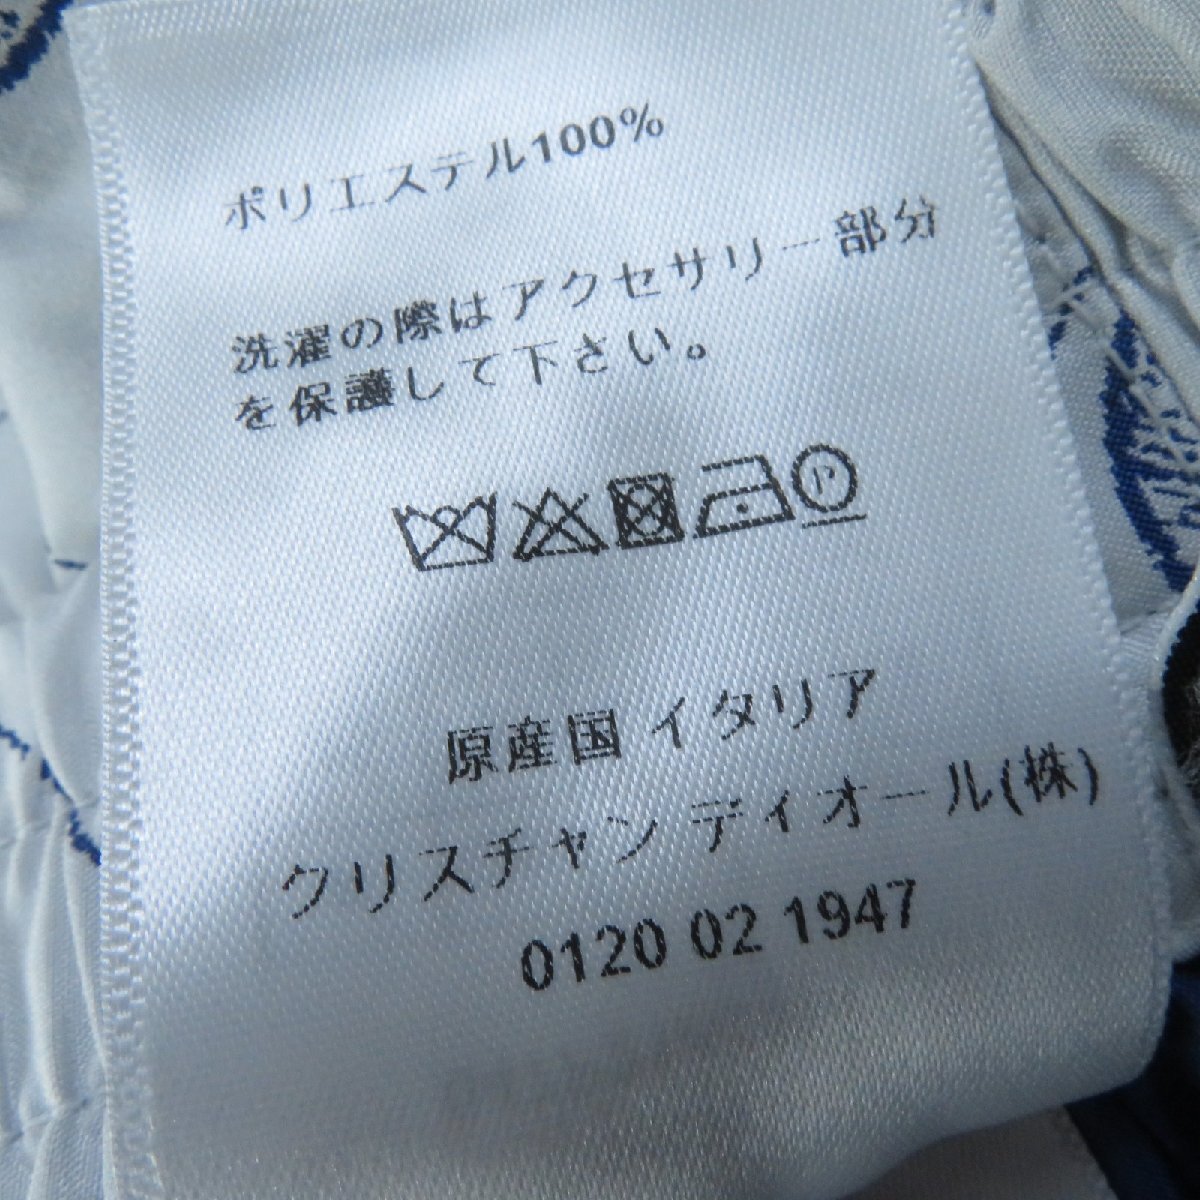 ポリエステル100%
洗濯の際はアクセサリー部分
を保護して下さい。
P
原産国 イタリア
クリスチャン ディオール(株)
0120 02 1947